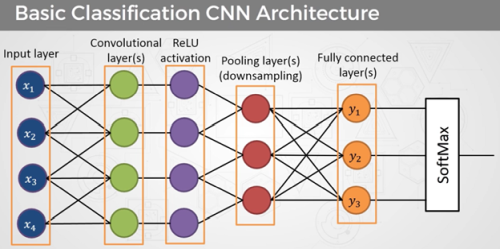 Basic Classification CNN Architecture
Input layer
Convolutional
layer(s)
ReLU
activation
Pooling layer(s)
(downsampling)
Fully connected
layer(s)
x₁
x₂
x₃
x₄
y₁
y₂
y₃
SoftMax